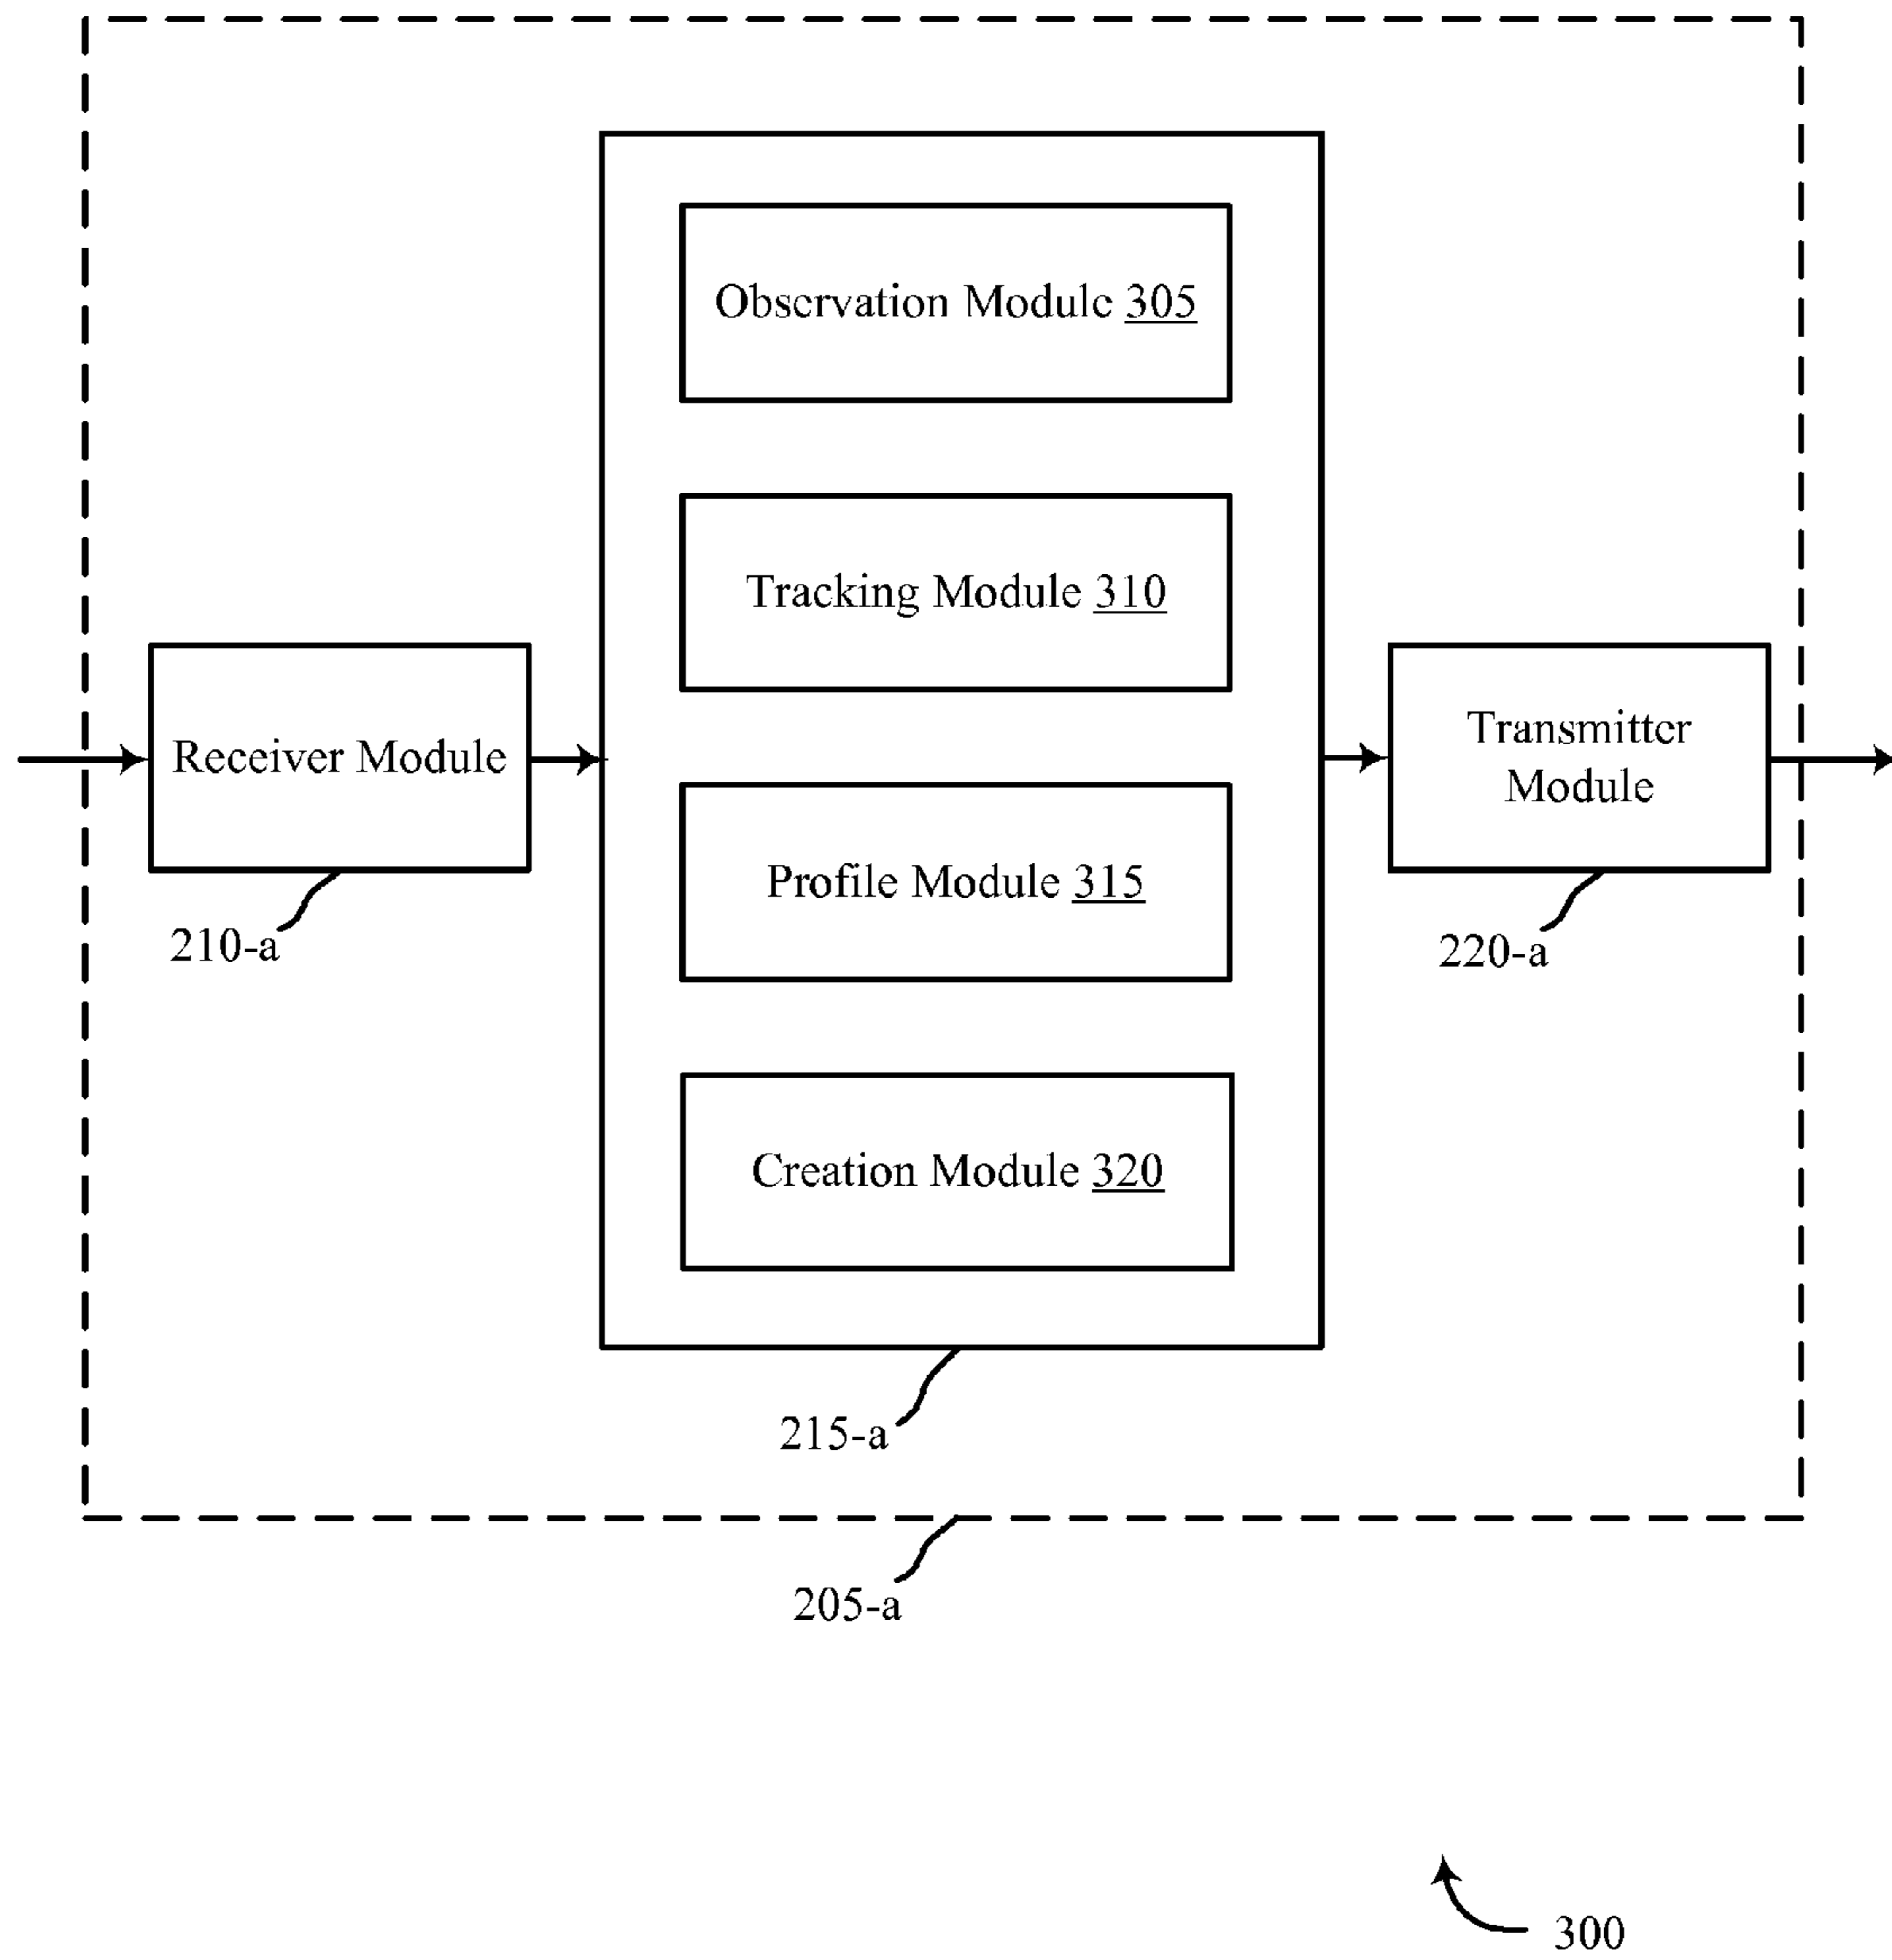 Observation Module 305
Tracking Module 310
Receiver Module
Transmitter
Module
Profile Module 315
210-a
220-a
Creation Module 320
215-a
205-a
300